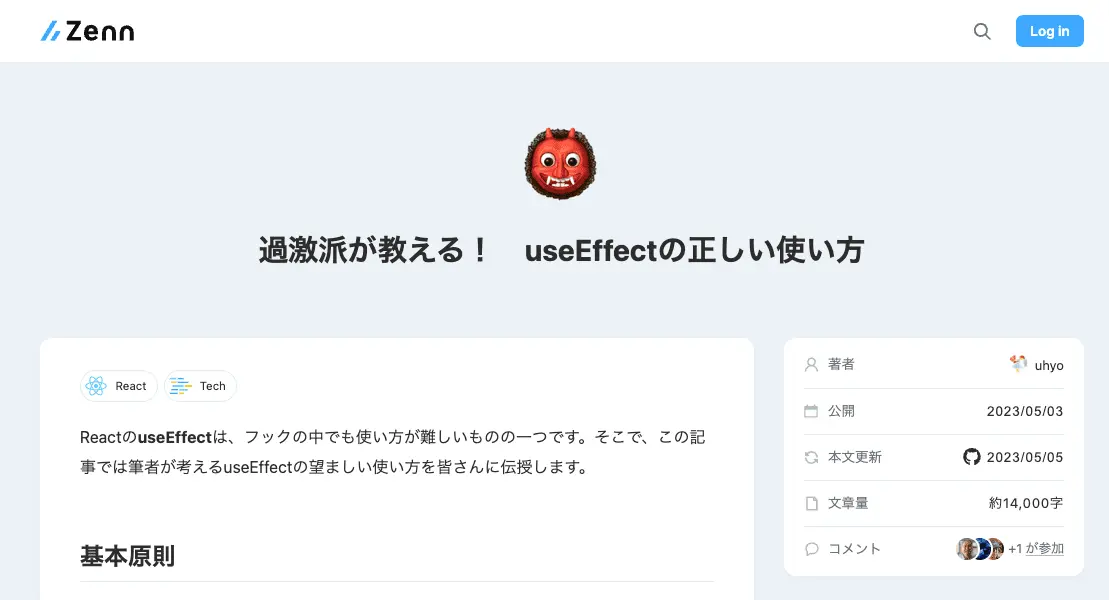 Zenn
Log in
過激派が教える！　useEffectの正しい使い方
React
Tech
ReactのuseEffectは、フックの中でも使い方が難しいものの一つです。そこで、この記
事では筆者が考えるuseEffectの望ましい使い方を皆さんに伝授します。
基本原則
著者 uhyo
公開 2023/05/03
本文更新 2023/05/05
文章量 約14,000字
コメント +1 が参加